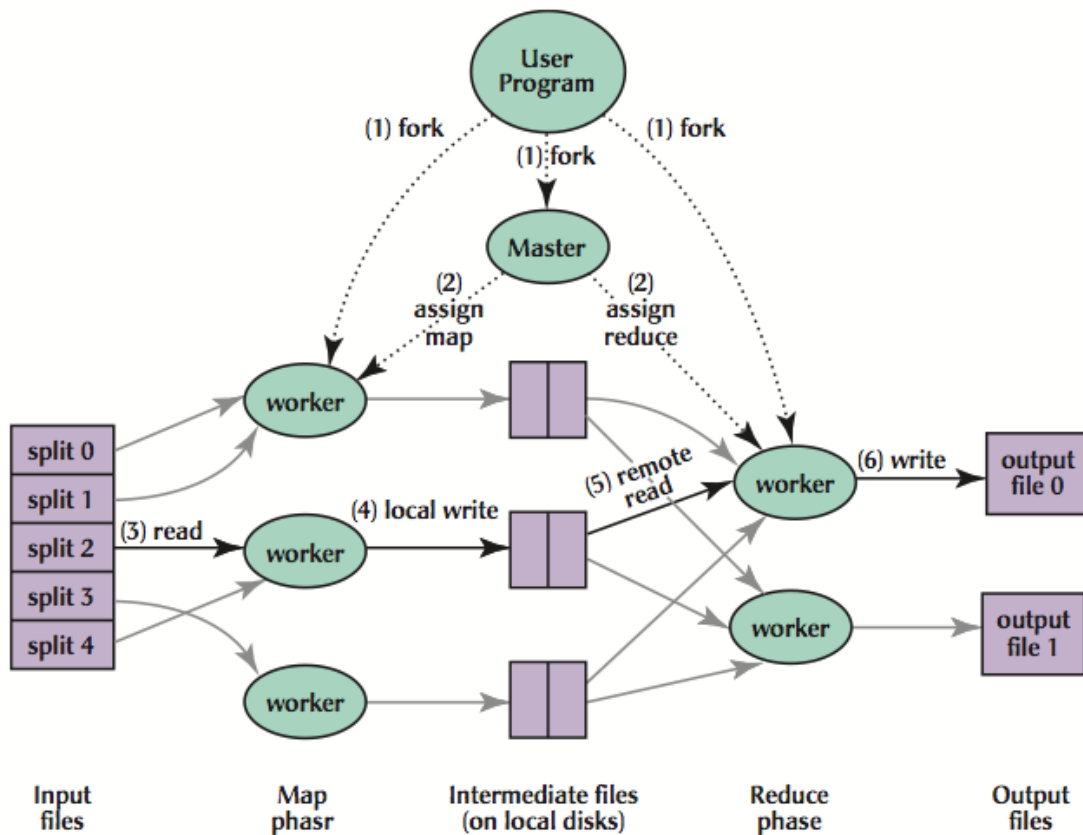 User
Program
(1) fork
(1) fork
(1) fork
Master
(2)
assign
map
(2)
assign
reduce
worker
split 0
split 1
split 2
split 3
split 4
(3) read
worker
(4) local write
worker
(5) remote
read
worker
(6) write
output
file 0
worker
output
file 1
Input
files
Map
phasr
Intermediate files
(on local disks)
Reduce
phase
Output
files